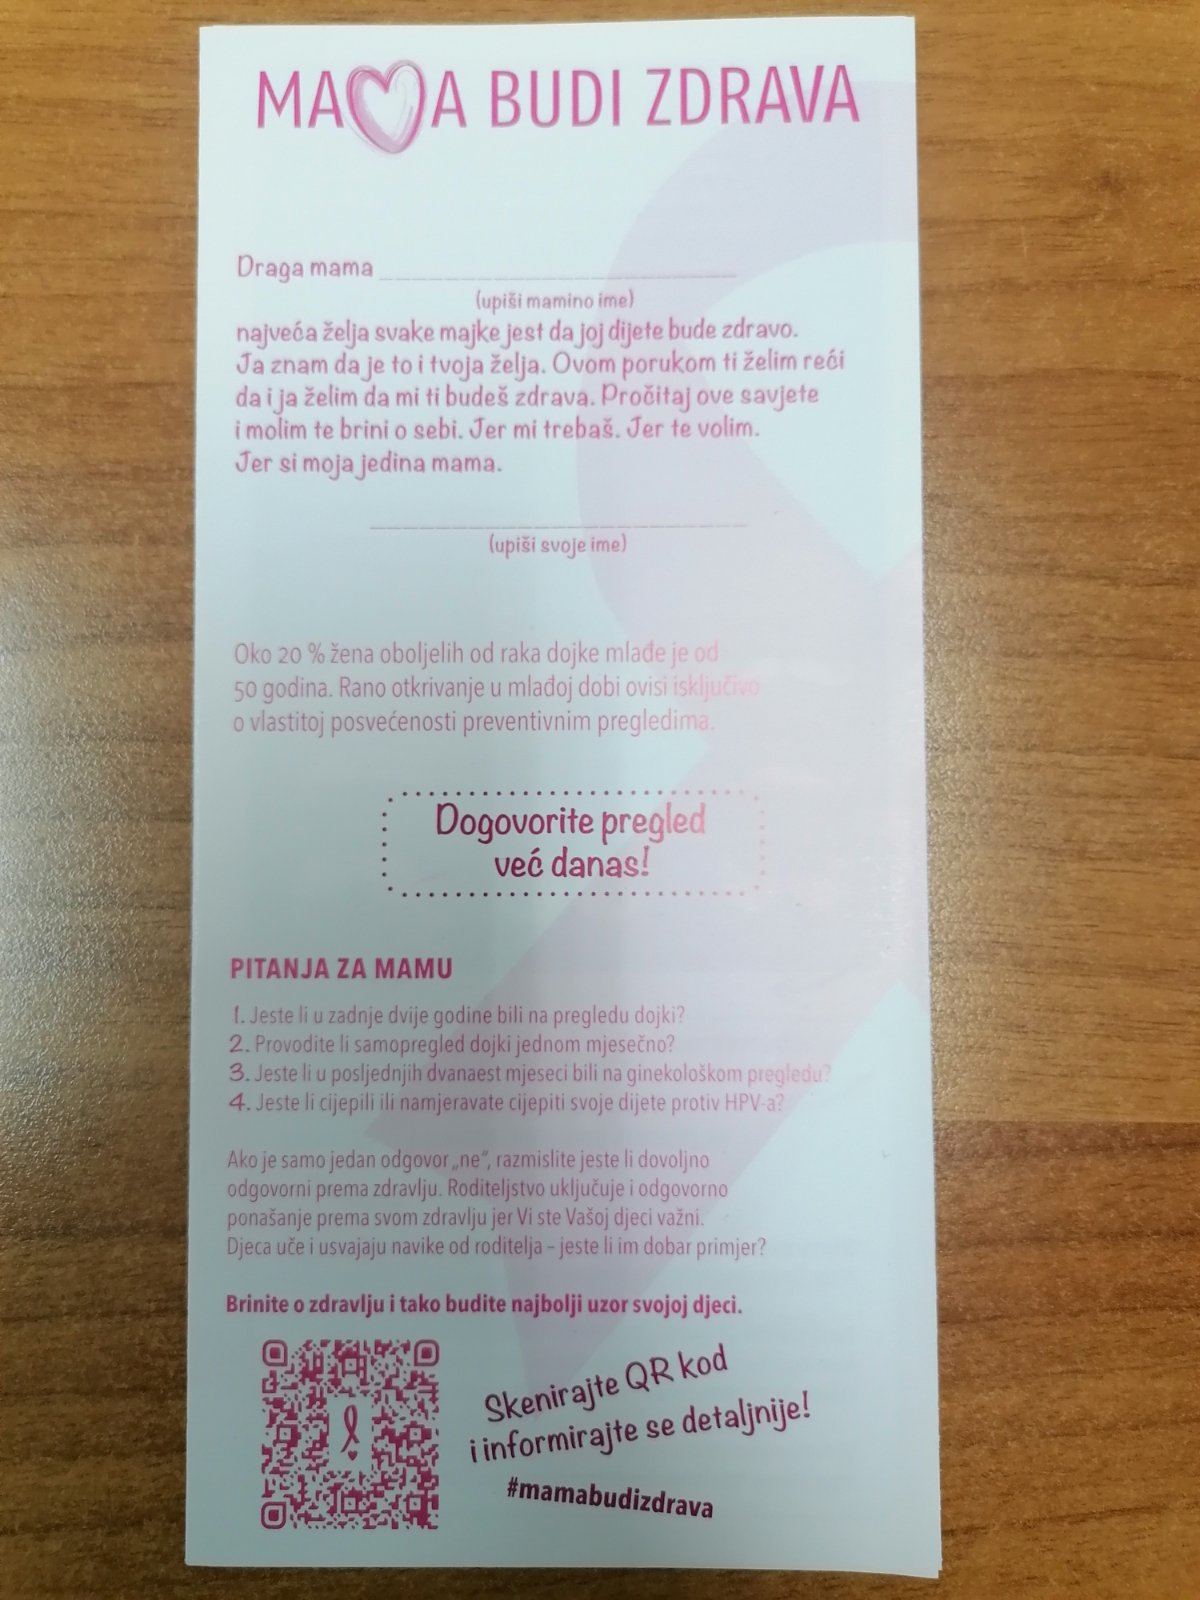 MAMA BUDI ZDRAVA
Draga mama ______________________________
(upiši mamino ime)
najveća želja svake majke jest da joj dijete bude zdravo.
Ja znam da je to i tvoja želja. Ovom porukom ti želim reći
da i ja želim da mi ti budeš zdrava. Pročitaj ove savjete
i molim te brini o sebi. Jer mi trebaš. Jer te volim.
Jer si moja jedina mama.
______________________________
(upiši svoje ime)
Oko 20 % žena oboljelih od raka dojke mlađe je od
50 godina. Rano otkrivanje u mlađoj dobi ovisi isključivo
o vlastitoj posvećenosti preventivnim pregledima.
Dogovorite pregled
već danas!
PITANJA ZA MAMU
1. Jeste li u zadnje dvije godine bili na pregledu dojki?
2. Provodite li samopregled dojki jednom mjesečno?
3. Jeste li u posljednjih dvanaest mjeseci bili na ginekološkom pregledu?
4. Jeste li cijepili ili namjeravate cijepiti svoje dijete protiv HPV-a?
Ako je samo jedan odgovor „ne“, razmislite jeste li dovoljno
odgovorni prema zdravlju. Roditeljstvo uključuje i odgovorno
ponašanje prema svom zdravlju jer Vi ste Vašoj djeci važni.
Djeca uče i usvajaju navike od roditelja – jeste li im dobar primjer?
Brinite o zdravlju i tako budite najbolji uzor svojoj djeci.
Skenirajte QR kod
i informirajte se detaljnije!
#mamabudizdrava